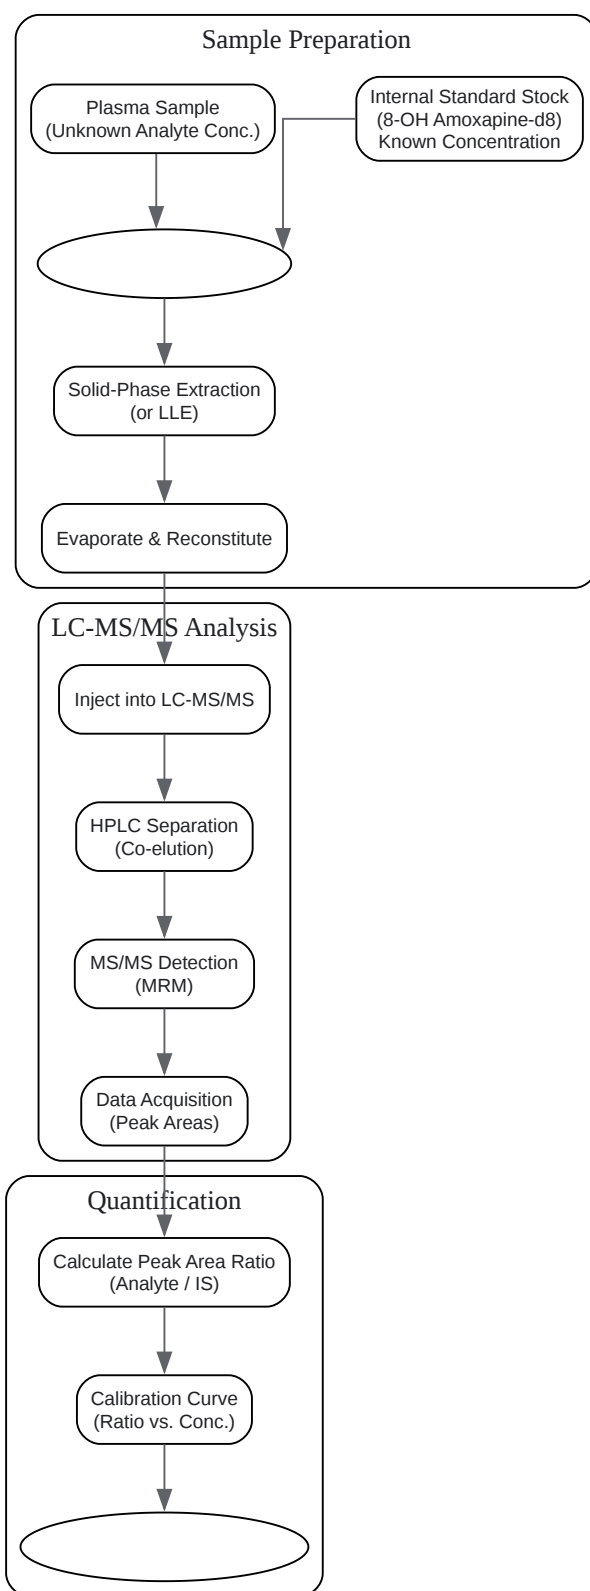 Sample Preparation
Plasma Sample
(Unknown Analyte Conc.)
Internal Standard Stock
(8-OH Amoxapine-d8)
Known Concentration
Solid-Phase Extraction
(or LLE)
Evaporate & Reconstitute
LC-MS/MS Analysis
Inject into LC-MS/MS
HPLC Separation
(Co-elution)
MS/MS Detection
(MRM)
Data Acquisition
(Peak Areas)
Quantification
Calculate Peak Area Ratio
(Analyte / IS)
Calibration Curve
(Ratio vs. Conc.)